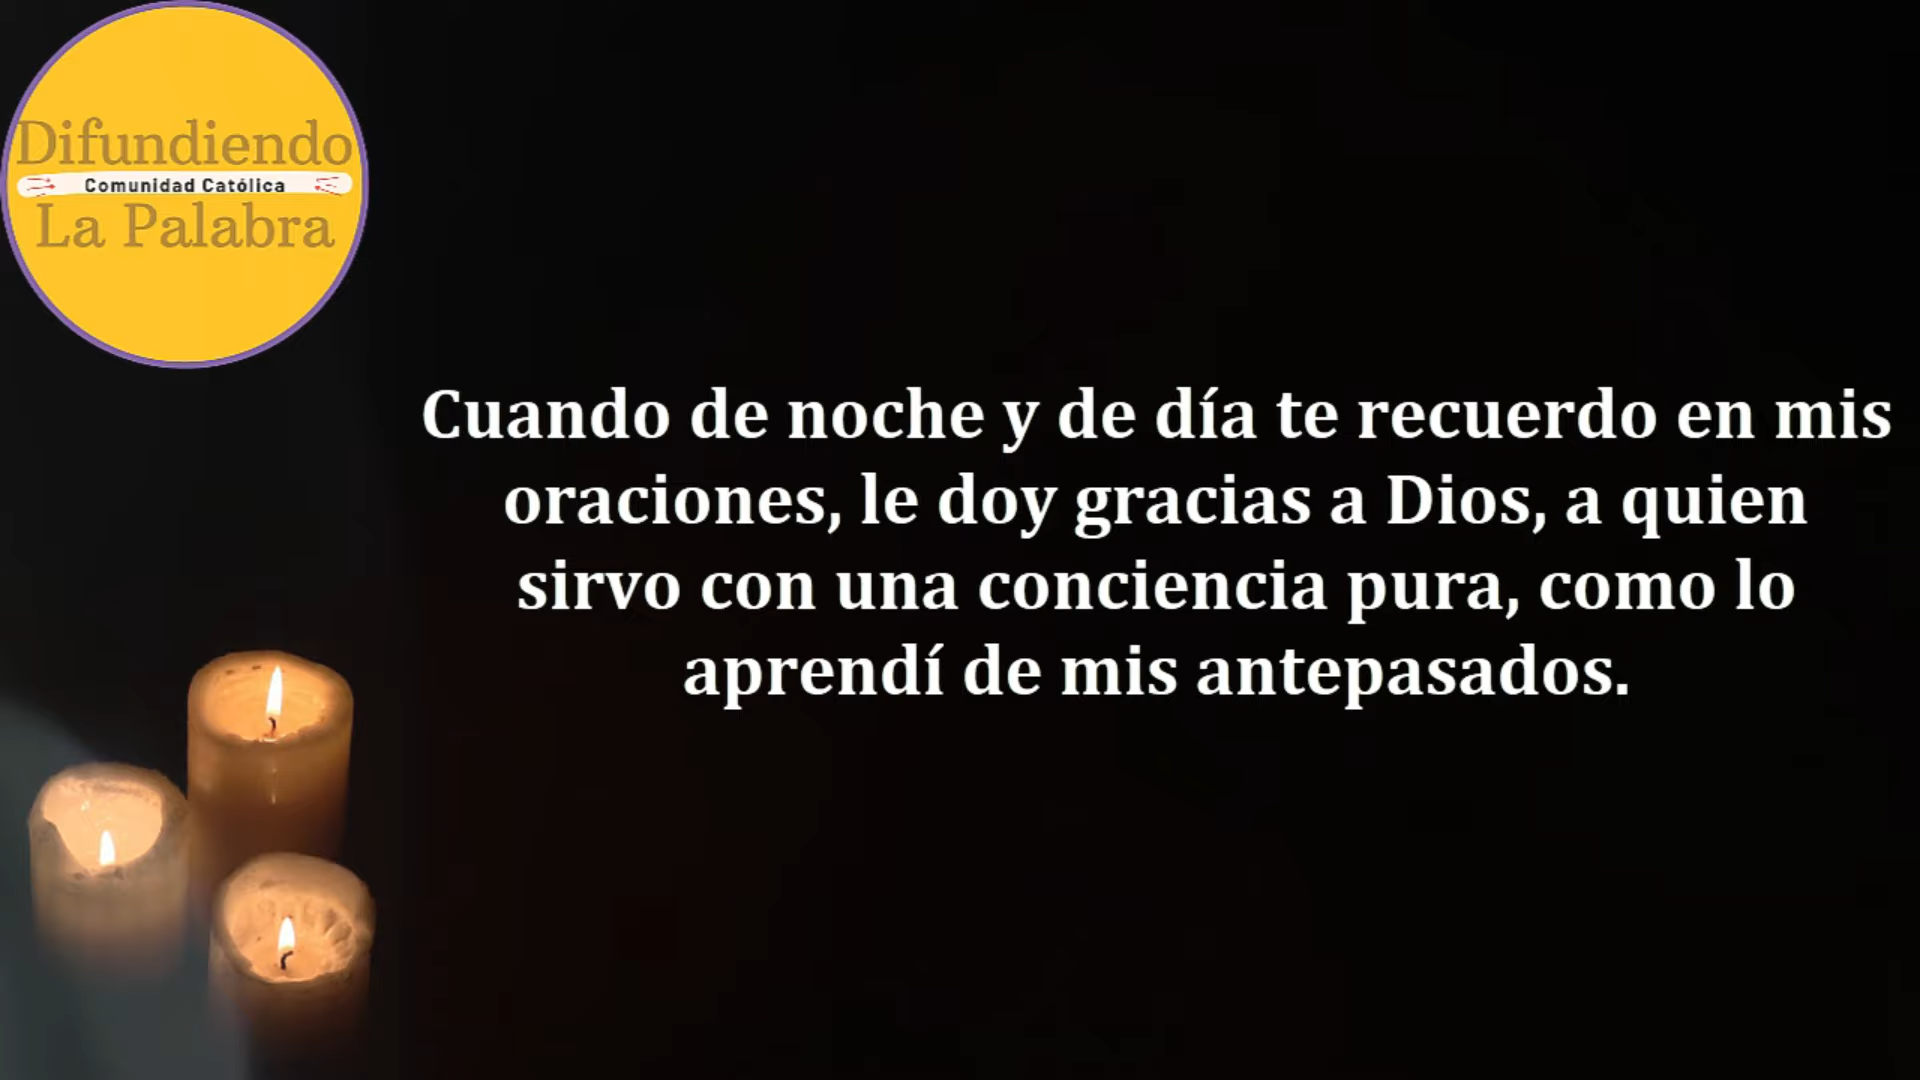 Difundiendo
Comunidad Católica
La Palabra
Cuando de noche y de día te recuerdo en mis
oraciones, le doy gracias a Dios, a quien
sirvo con una conciencia pura, como lo
aprendí de mis antepasados.